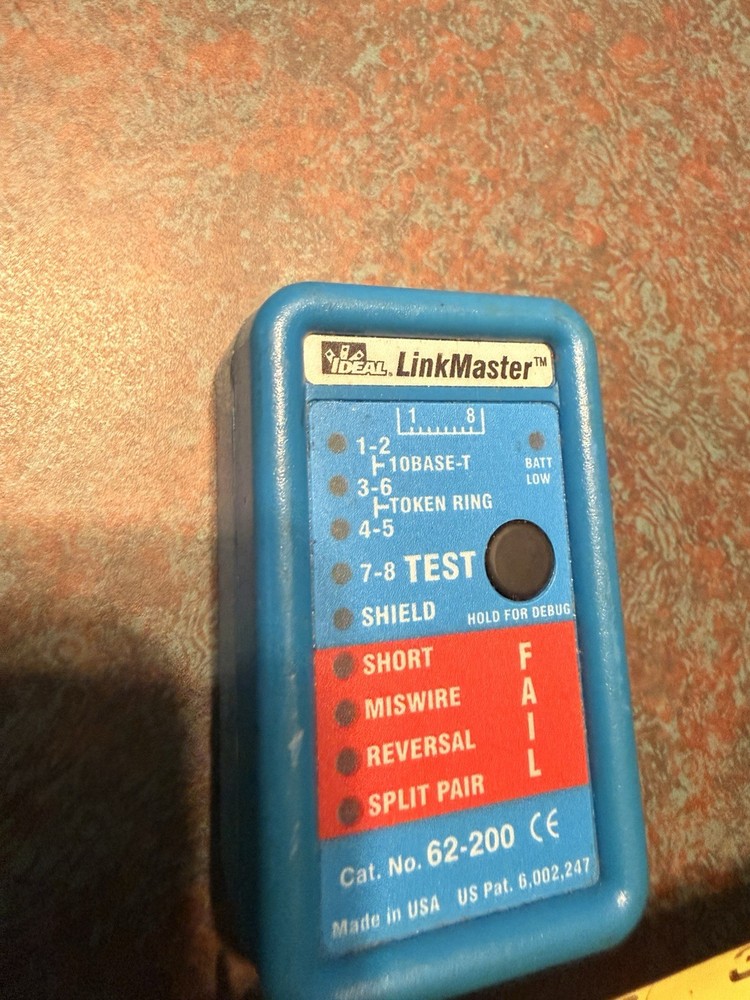 IDEAL® LinkMaster™
1 8
1-2
10BASE-T
BATT
LOW
3-6
TOKEN RING
4-5
7-8 TEST
SHIELD
HOLD FOR DEBUG
SHORT
MISWIRE
REVERSAL
SPLIT PAIR
FAIL
Cat. No. 62-200 CE
Made in USA US Pat. 6,002,247